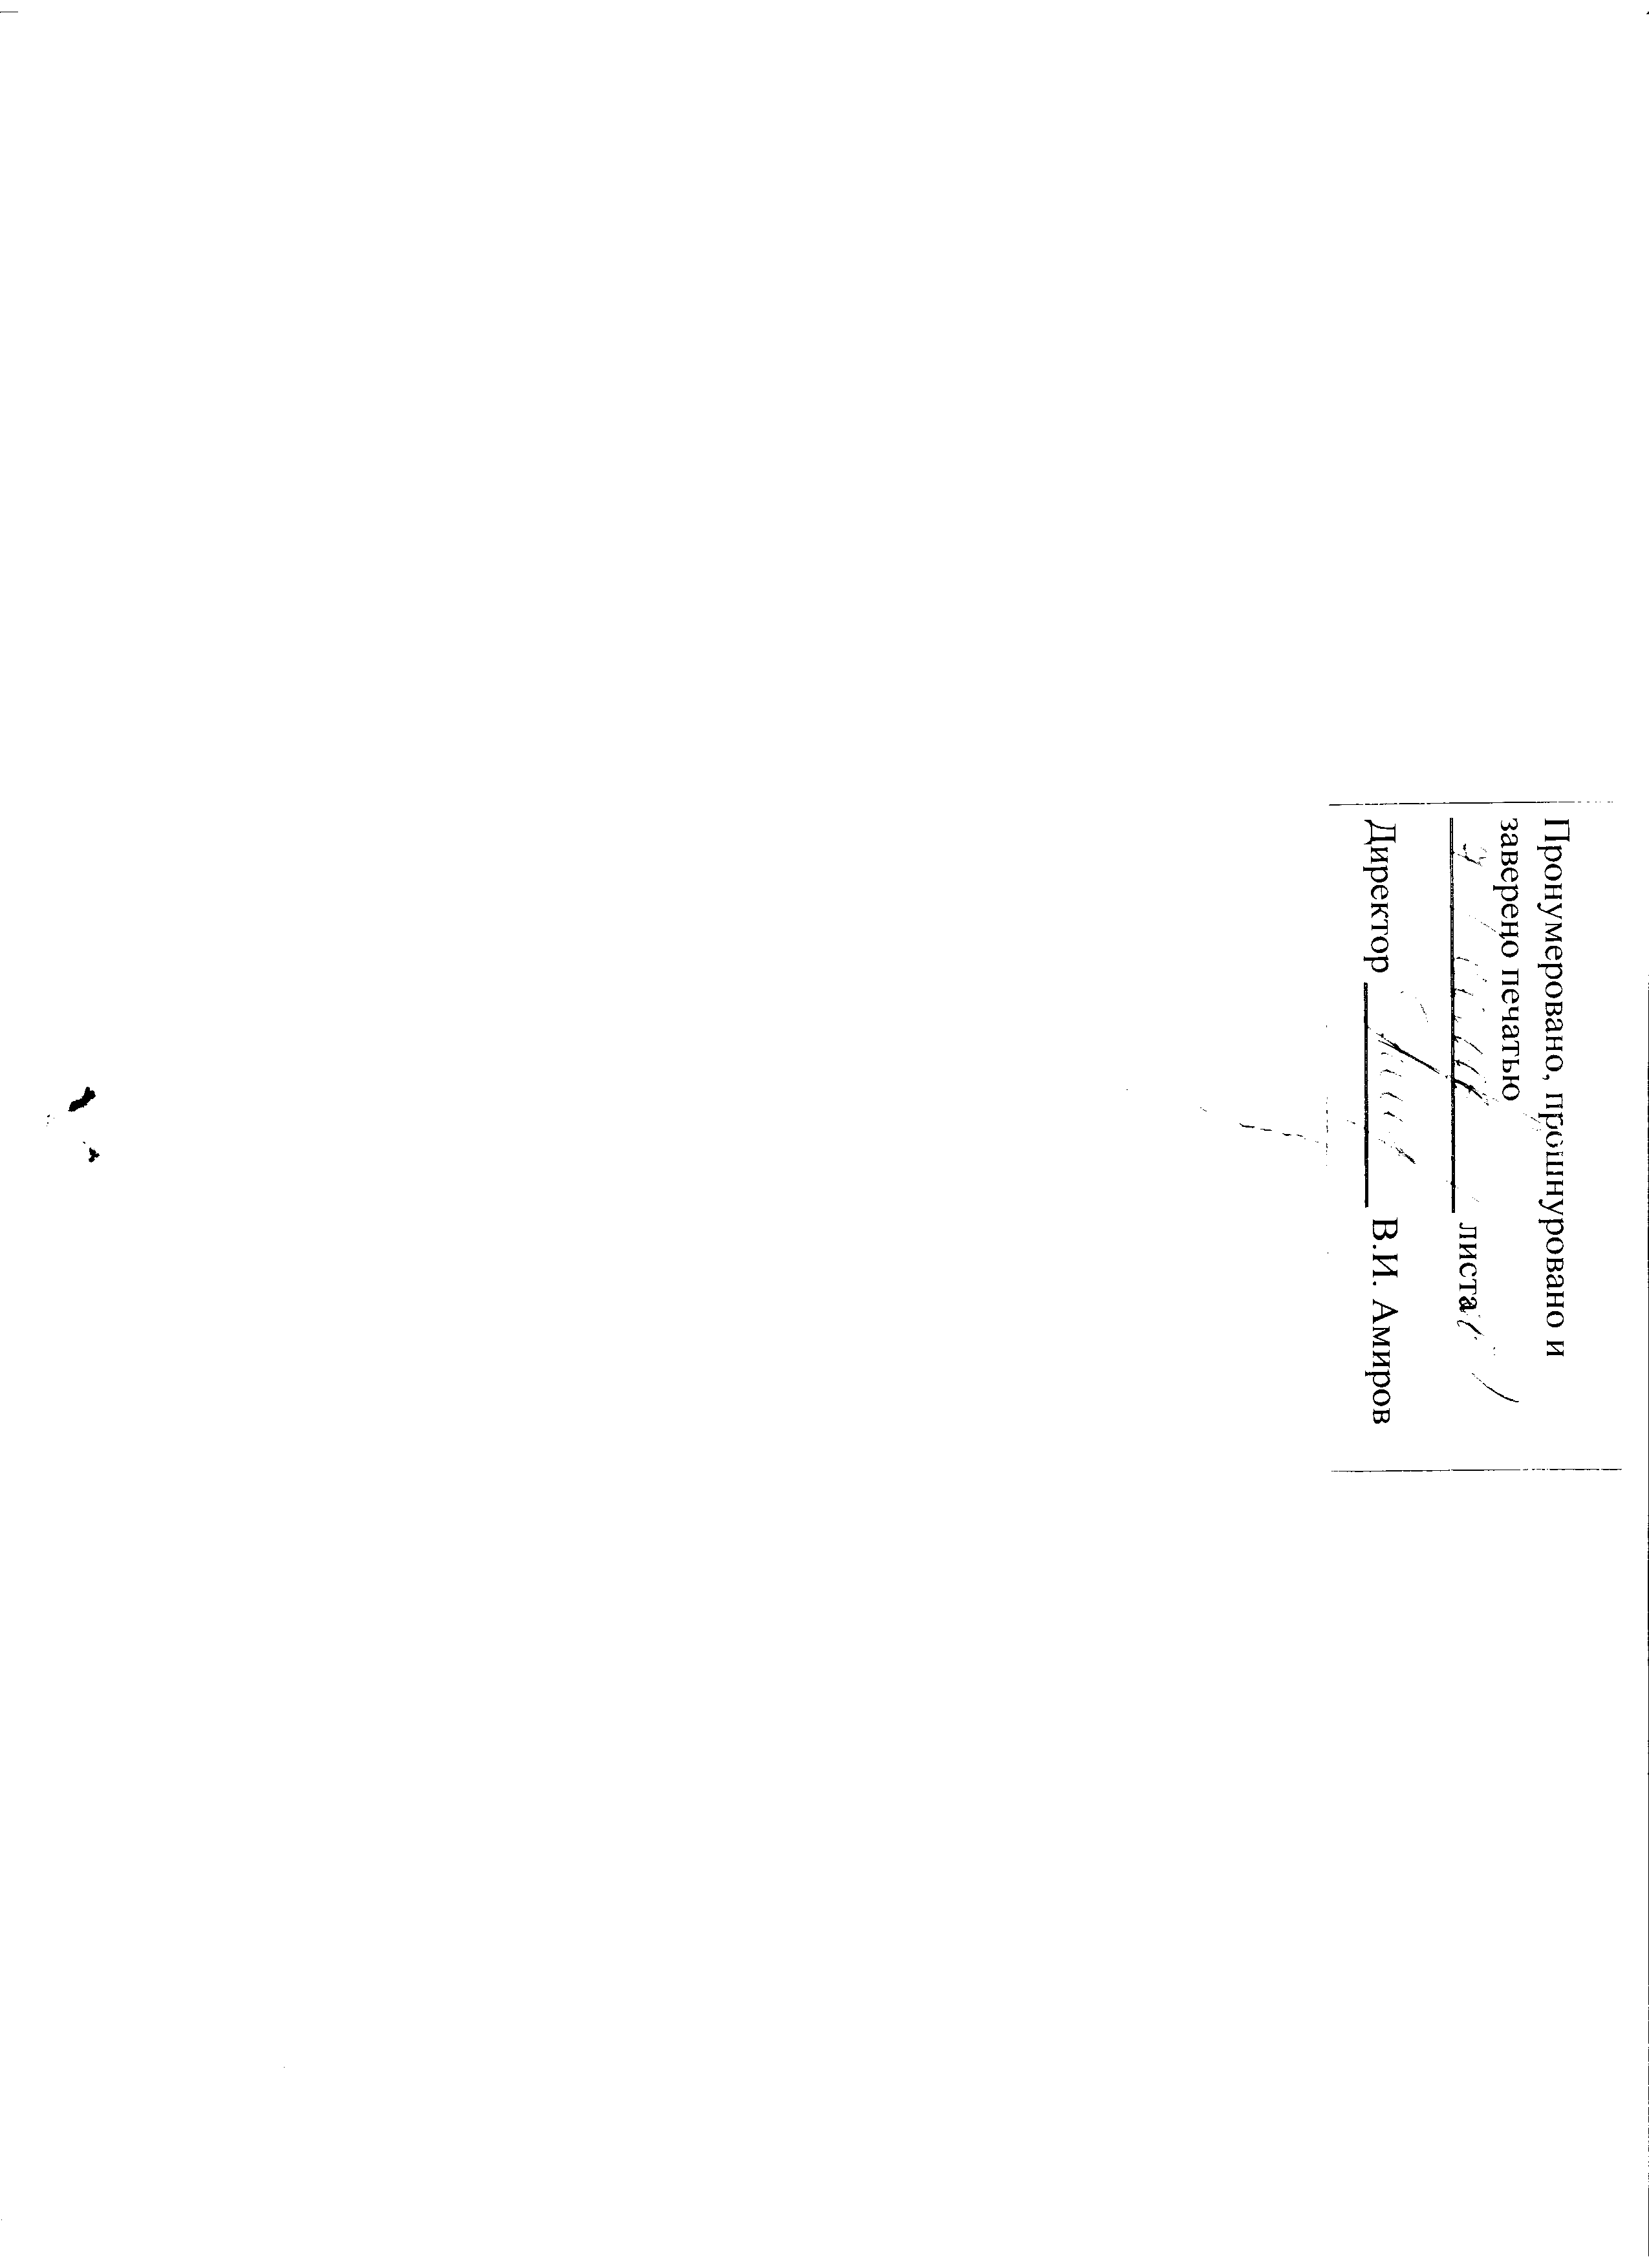 Пронумеровано, прошнуровано и
заверено печатью
листа
Директор В.И. Амиров